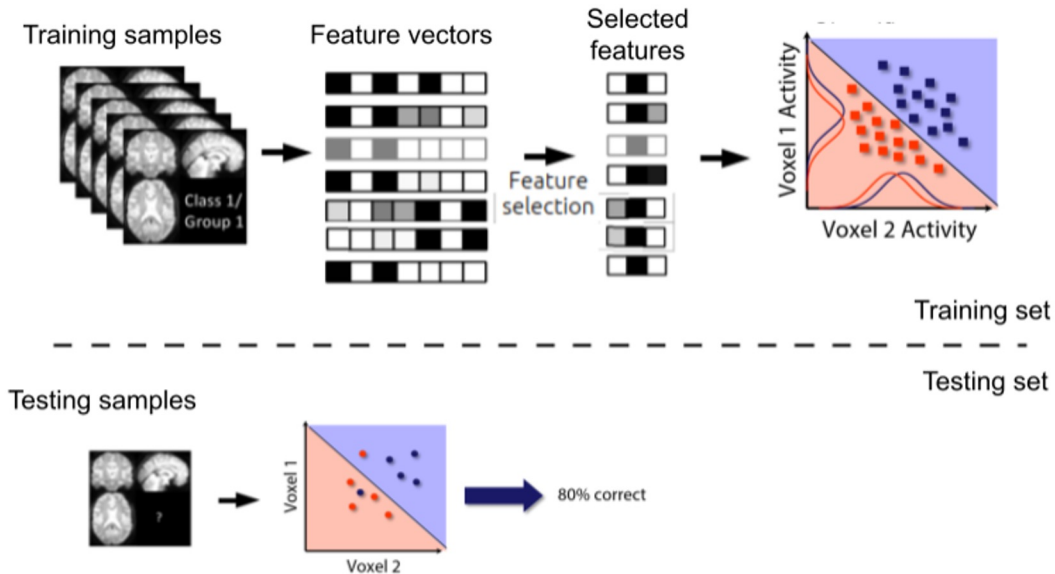 Training samples
Feature vectors
Selected
features
Class 1/
Group 1
Feature
selection
Voxel 1 Activity
Voxel 2 Activity
Training set
Testing set
Testing samples
?
Voxel 1
Voxel 2
80% correct